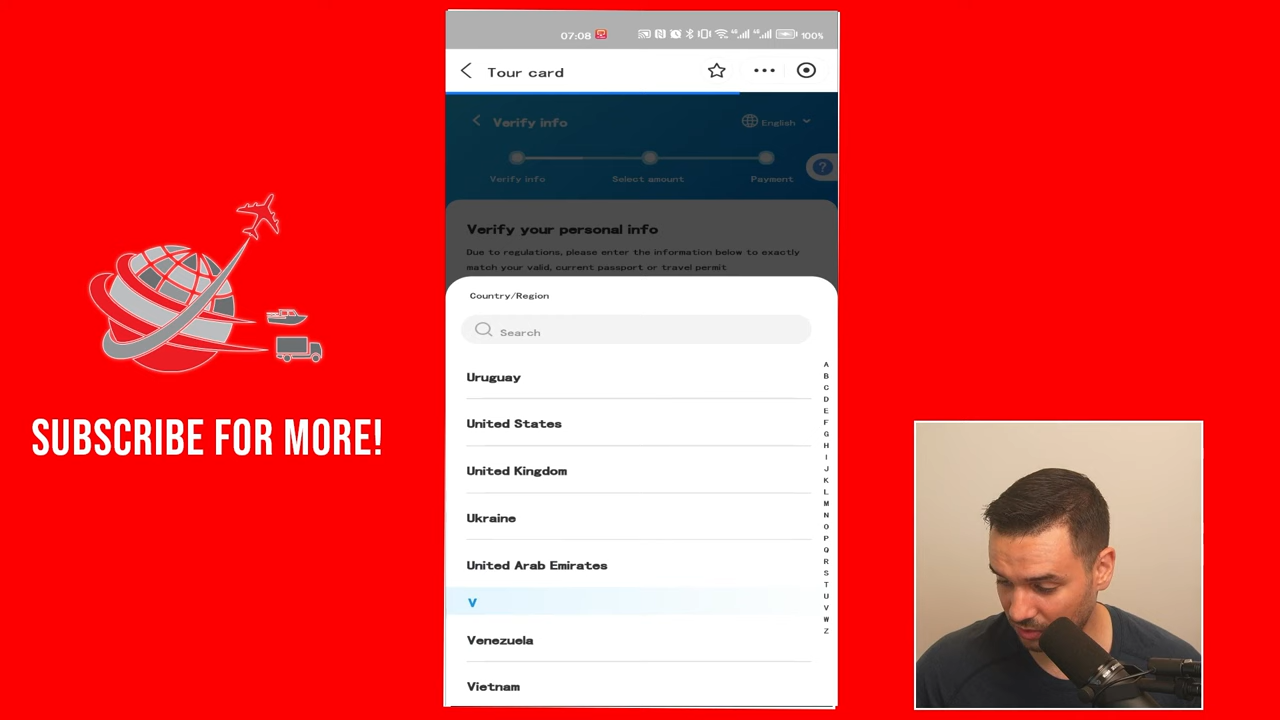 07:08
100%
Tour card
Verify info
English
Verify info
Select amount
Payment
?
Verify your personal info
Due to regulations, please enter the information below to exactly
match your valid, current passport or travel permit
Country/Region
Search
Uruguay
United States
United Kingdom
Ukraine
United Arab Emirates
V
Venezuela
Vietnam
A
B
C
D
E
F
G
H
I
J
K
L
M
N
O
P
Q
R
S
T
U
V
W
Z
SUBSCRIBE FOR MORE!